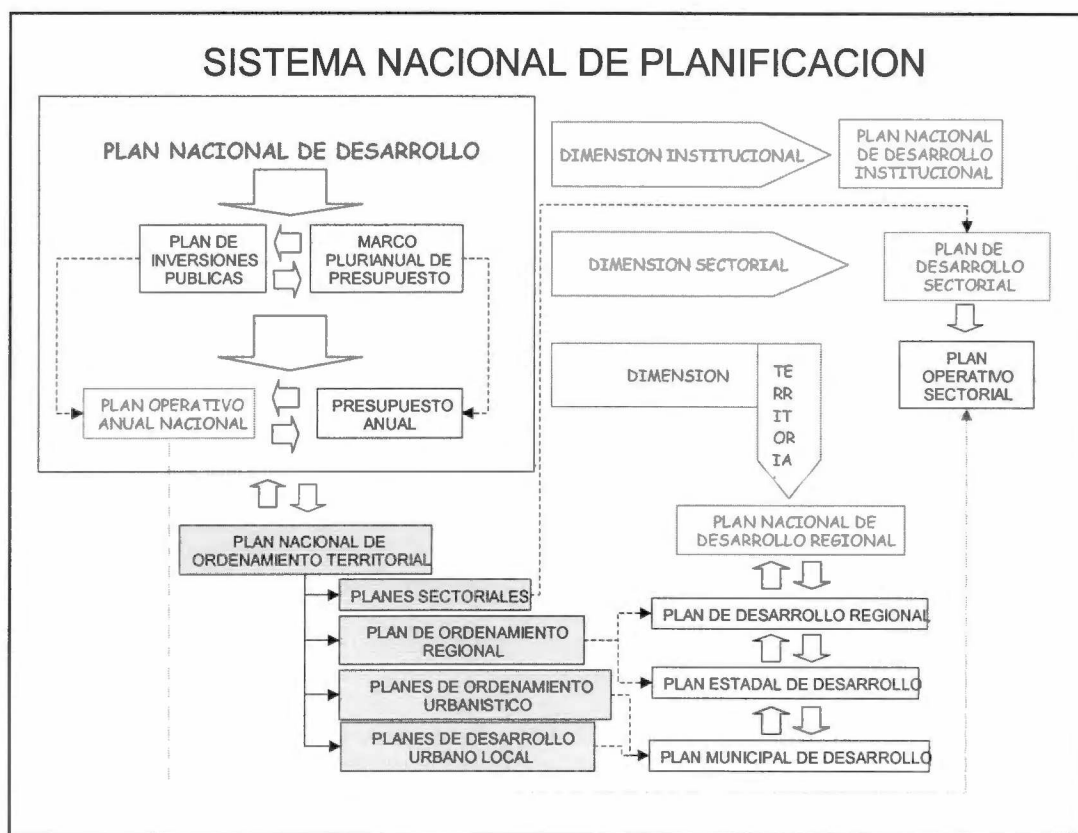 SISTEMA NACIONAL DE PLANIFICACION
PLAN NACIONAL DE DESARROLLO
PLAN DE
INVERSIONES
PUBLICAS
MARCO
PLURIANUAL DE
PRESUPUESTO
PLAN OPERATIVO
ANUAL NACIONAL
PRESUPUESTO
ANUAL
DIMENSION INSTITUCIONAL
PLAN NACIONAL
DE DESARROLLO
INSTITUCIONAL
DIMENSION SECTORIAL
PLAN DE
DESARROLLO
SECTORIAL
PLAN
OPERATIVO
SECTORIAL
DIMENSION
TE
RR
IT
OR
IA
PLAN NACIONAL DE
ORDENAMIENTO TERRITORIAL
PLANES SECTORIALES
PLAN DE ORDENAMIENTO
REGIONAL
PLANES DE ORDENAMIENTO
URBANISTICO
PLANES DE DESARROLLO
URBANO LOCAL
PLAN NACIONAL DE
DESARROLLO REGIONAL
PLAN DE DESARROLLO REGIONAL
PLAN ESTADAL DE DESARROLLO
PLAN MUNICIPAL DE DESARROLLO